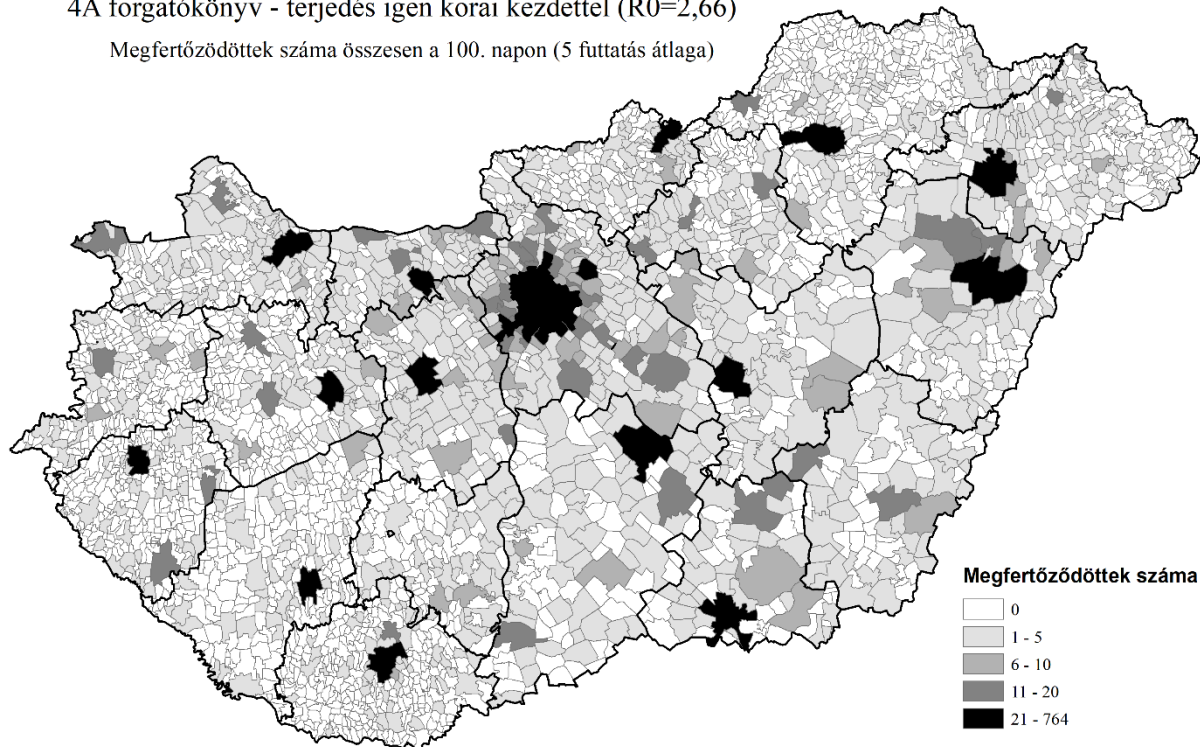 4A forgatókönyv - terjedés igen korai kezdettel (R0=2,66)
Megfertőződöttek száma összesen a 100. napon (5 futtatás átlaga)
Megfertőződöttek száma
0
1 - 5
6 - 10
11 - 20
21 - 764